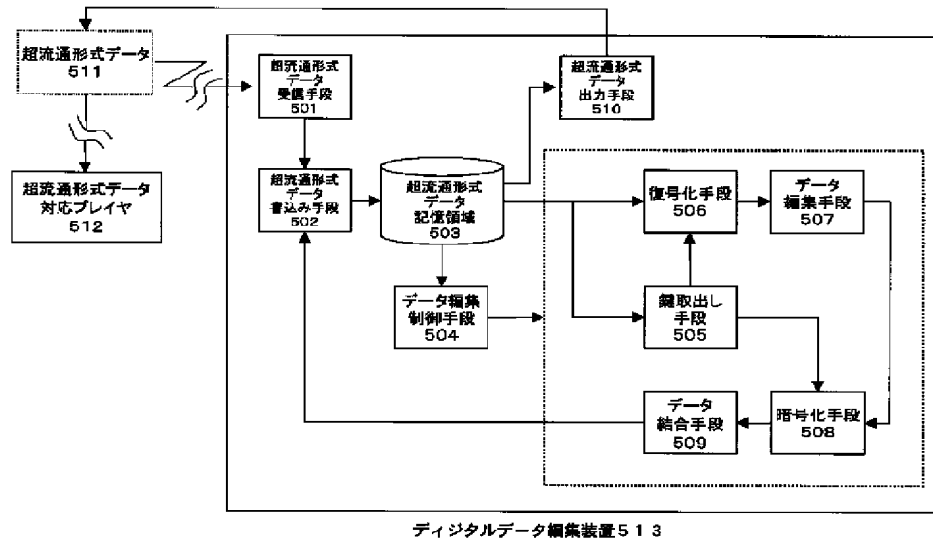 超流通形式データ
511
超流通形式データ
対応プレイヤ
512
超流通形式
データ
受信手段
501
超流通形式
データ
出力手段
510
超流通形式
データ
書込み手段
502
超流通形式
データ
記憶領域
503
データ編集
制御手段
504
復号化手段
506
データ
編集手段
507
鍵取出し
手段
505
データ
結合手段
509
暗号化手段
508
ディジタルデータ編集装置513